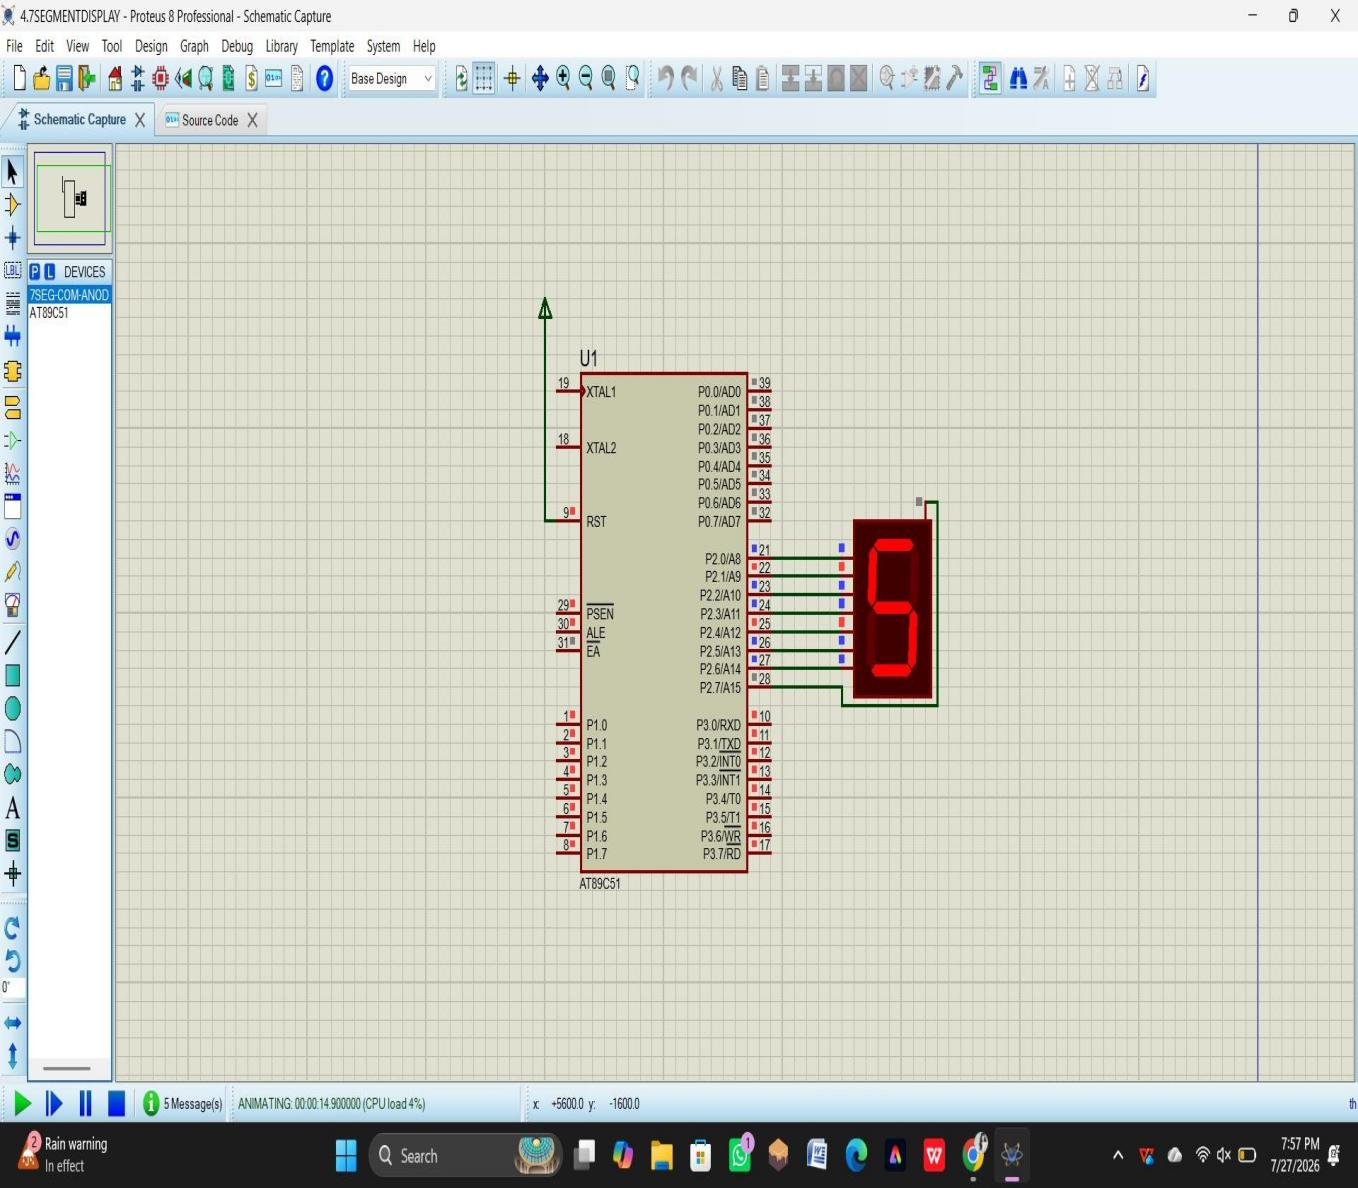 4.7SEGMENTDISPLAY - Proteus 8 Professional - Schematic Capture
File Edit View Tool Design Graph Debug Library Template System Help
Base Design
Schematic Capture
Source Code
P L DEVICES
7SEG-COM-ANOD
AT89C51
LBL
A
S
0°
U1
19 XTAL1
18 XTAL2
9 RST
29 PSEN
30 ALE
31 EA
1 P1.0
2 P1.1
3 P1.2
4 P1.3
5 P1.4
6 P1.5
7 P1.6
8 P1.7
P0.0/AD0 39
P0.1/AD1 38
P0.2/AD2 37
P0.3/AD3 36
P0.4/AD4 35
P0.5/AD5 34
P0.6/AD6 33
P0.7/AD7 32
P2.0/A8 21
P2.1/A9 22
P2.2/A10 23
P2.3/A11 24
P2.4/A12 25
P2.5/A13 26
P2.6/A14 27
P2.7/A15 28
P3.0/RXD 10
P3.1/TXD 11
P3.2/INT0 12
P3.3/INT1 13
P3.4/T0 14
P3.5/T1 15
P3.6/WR 16
P3.7/RD 17
AT89C51
5
5 Message(s)
ANIMATING: 00:00:14.900000 (CPU load 4%)
x: +5600.0 y: -1600.0
th
2
Rain warning
In effect
Search
1
7:57 PM
7/27/2026